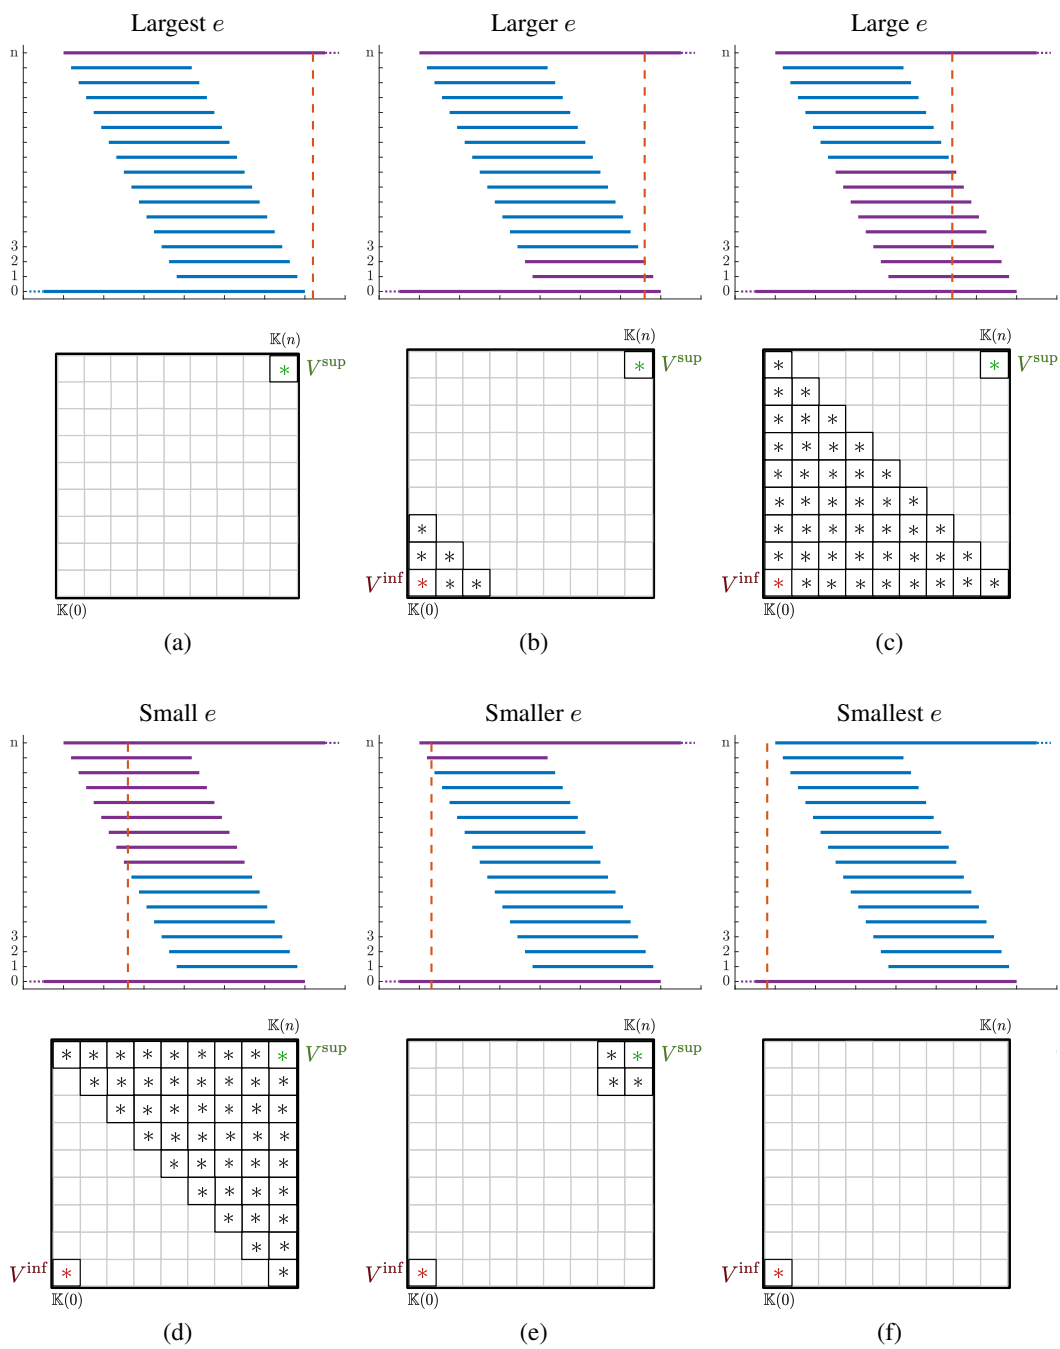 Largest e
Larger e
Large e
n
3
2
1
0
n
3
2
1
0
n
3
2
1
0
𝕂(n)
* V^sup
𝕂(0)
(a)
𝕂(n)
* V^sup
*
* *
V^inf * * *
𝕂(0)
(b)
𝕂(n)
* * V^sup
* *
* * *
* * * *
* * * * *
* * * * * *
* * * * * * *
* * * * * * * *
V^inf * * * * * * * * *
𝕂(0)
(c)
Small e
Smaller e
Smallest e
n
3
2
1
0
n
3
2
1
0
n
3
2
1
0
𝕂(n)
* * * * * * * * * V^sup
* * * * * * * *
* * * * * * *
* * * * * *
* * * * *
* * * *
* * *
* *
V^inf * *
𝕂(0)
(d)
𝕂(n)
* * V^sup
* *
V^inf *
𝕂(0)
(e)
𝕂(n)
V^inf *
𝕂(0)
(f)